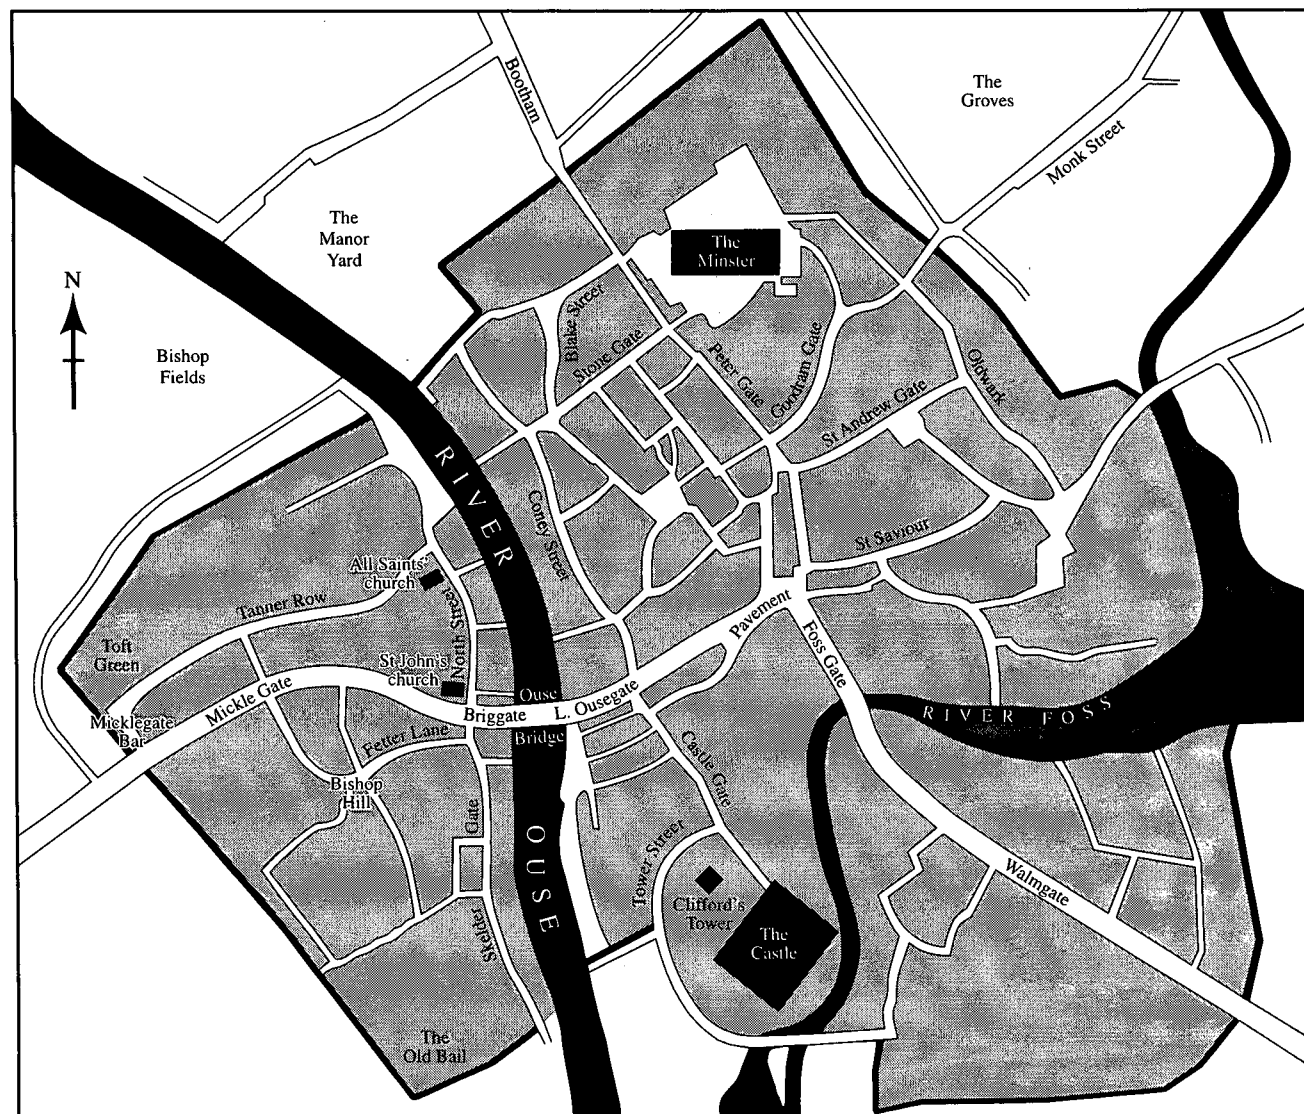 Bootham
The
Groves
Monk Street
The
Manor
Yard
The
Minster
N
Bishop
Fields
Blake Street
Stone Gate
Peter Gate
Goodram Gate
Oldwark
St Andrew Gate
RIVER
Coney Street
St Saviour
All Saints'
church
Tanner Row
North Street
Pavement
Foss Gate
Toft
Green
St John's
church
Mickle Gate
Micklegate
Bar
Ouse
Bridge
Briggate
L. Ousegate
RIVER FOSS
Fetter Lane
Bishop
Hill
Castle Gate
Gate
Skelder
OUSE
Tower Street
Clifford's
Tower
The
Castle
Walmgate
The
Old Bail